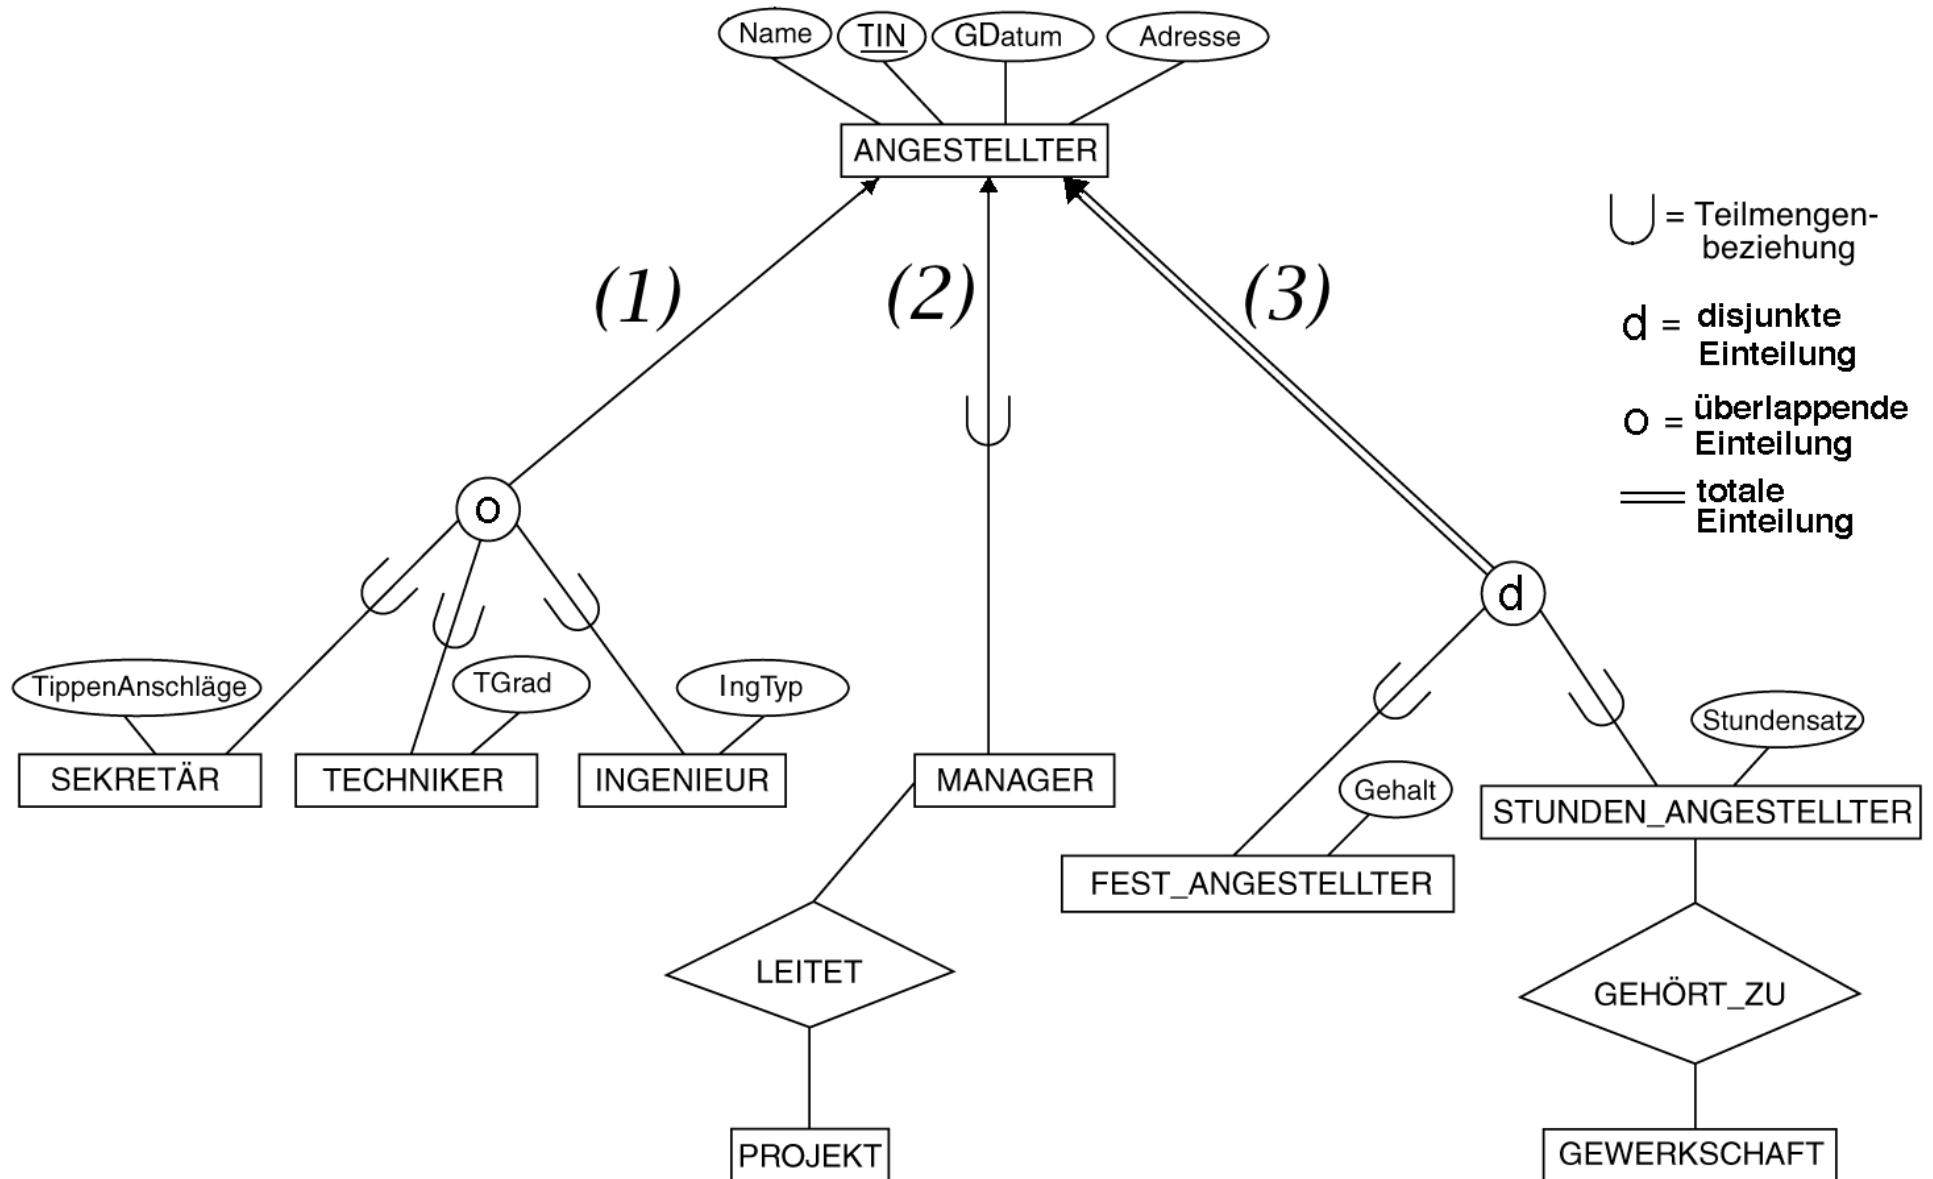 Name
TIN
GDatum
Adresse
ANGESTELLTER
(1)
(2)
(3)
= Teilmengen-
beziehung
d = disjunkte
Einteilung
o = überlappende
Einteilung
totale
Einteilung
o
d
TippenAnschläge
TGrad
IngTyp
Stundensatz
SEKRETÄR
TECHNIKER
INGENIEUR
MANAGER
Gehalt
STUNDEN_ANGESTELLTER
FEST_ANGESTELLTER
LEITET
GEHÖRT_ZU
PROJEKT
GEWERKSCHAFT